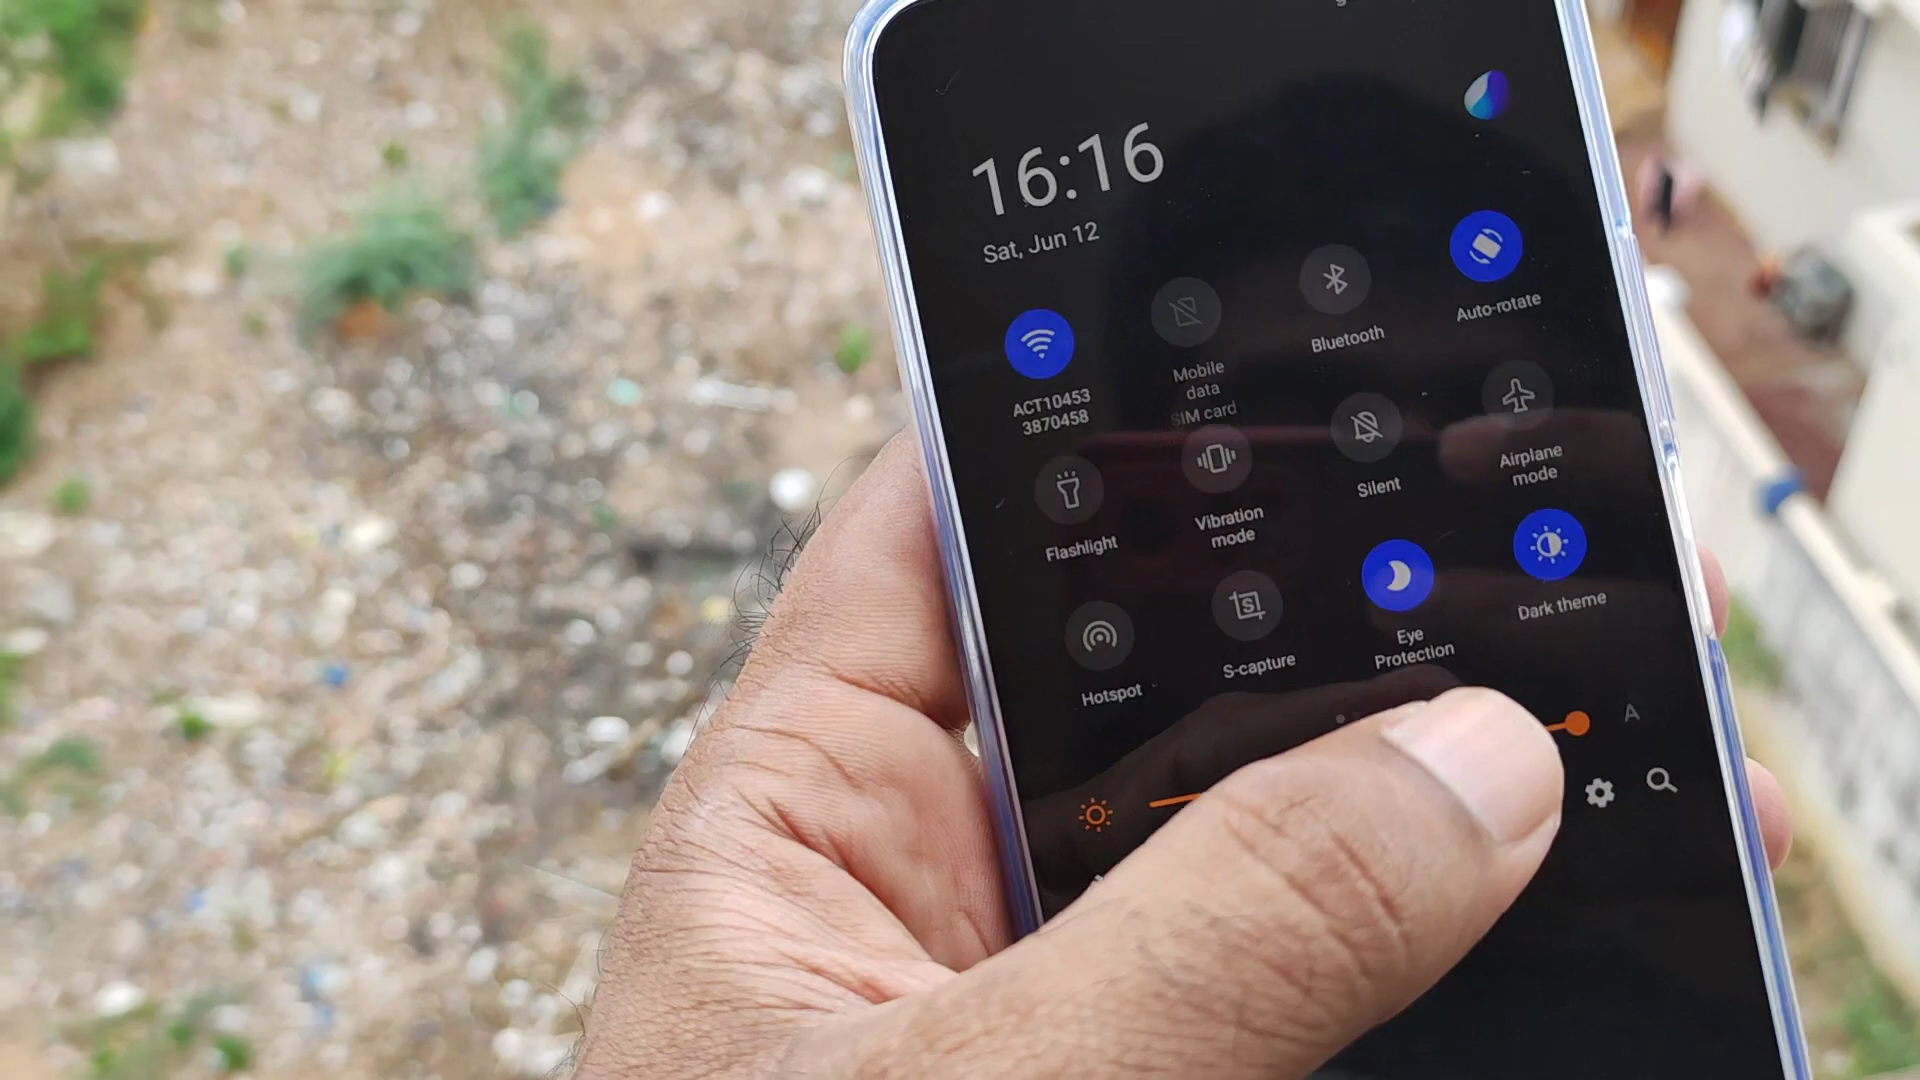 16:16
Sat, Jun 12
ACT10453
3870458
Mobile
data
SIM card
Bluetooth
Auto-rotate
Flashlight
Vibration
mode
Silent
Airplane
mode
Hotspot
S-capture
Eye
Protection
Dark theme
A